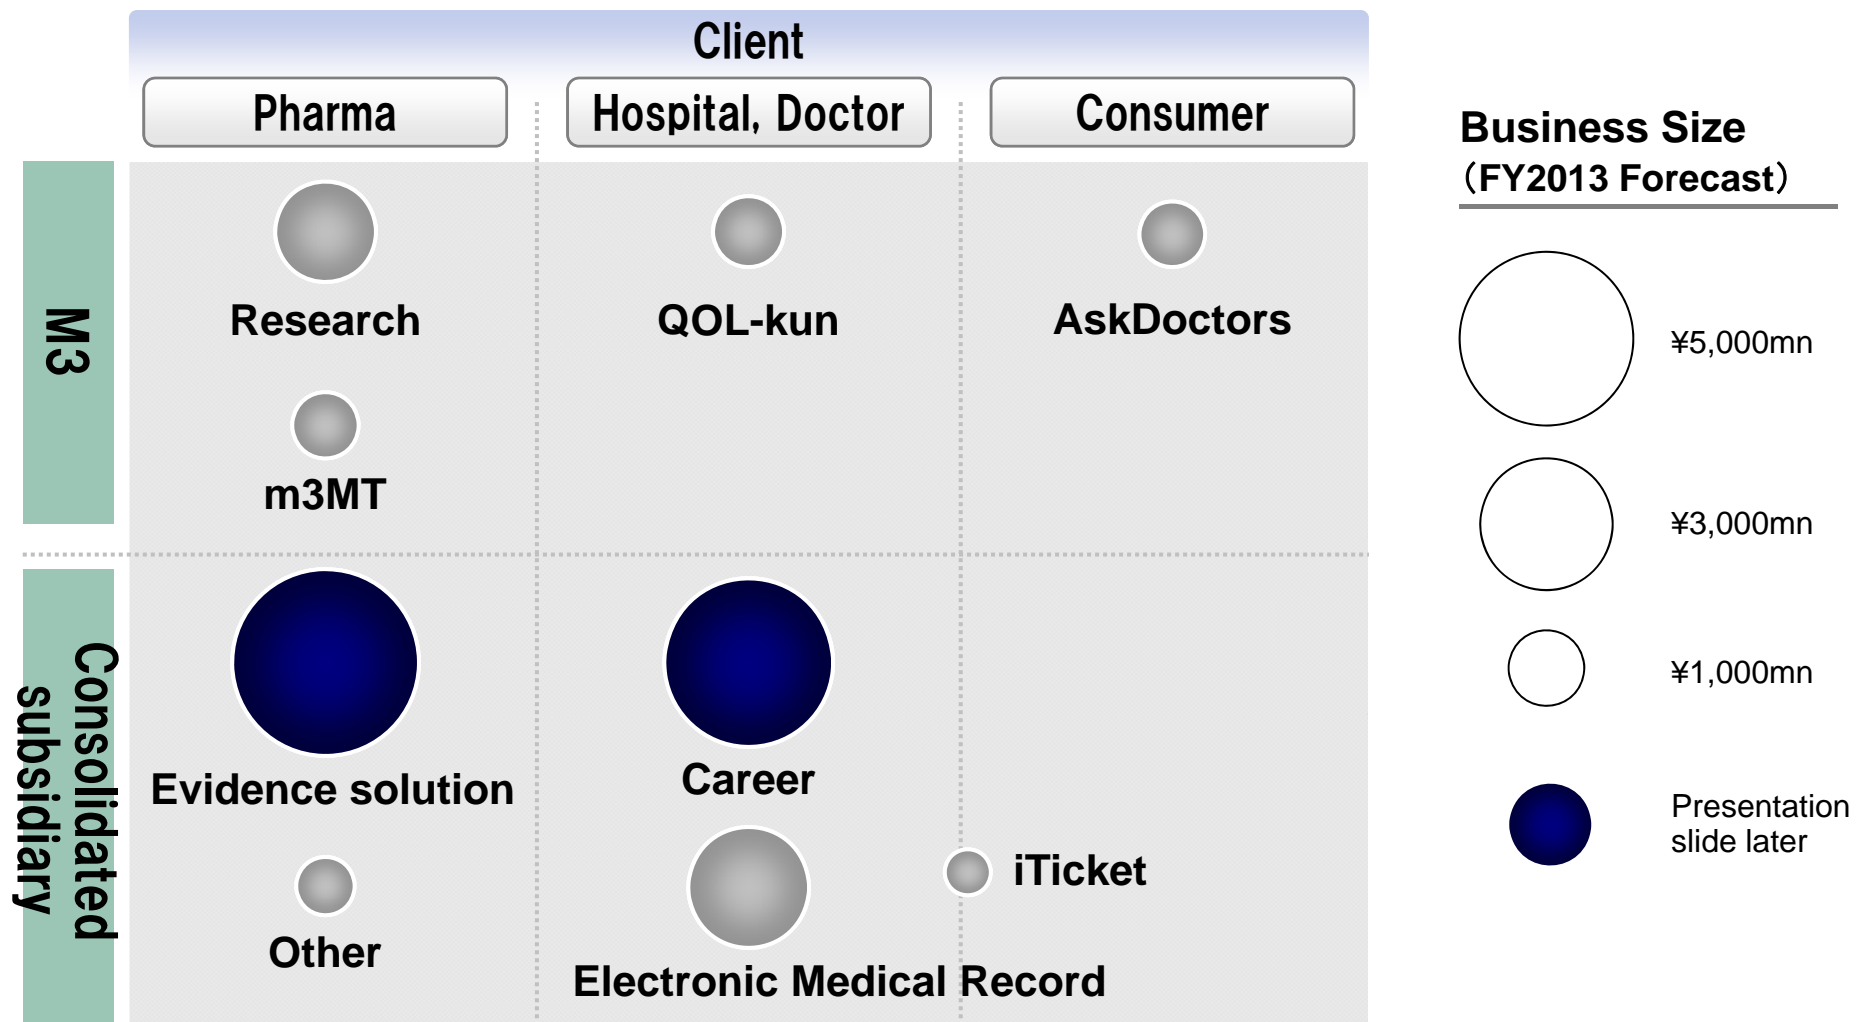 Client
Pharma
Hospital, Doctor
Consumer
M3
Research
QOL-kun
AskDoctors
m3MT
Consolidated
subsidiary
Evidence solution
Career
Other
Electronic Medical Record
iTicket
Business Size
（FY2013 Forecast）
¥5,000mn
¥3,000mn
¥1,000mn
Presentation
slide later